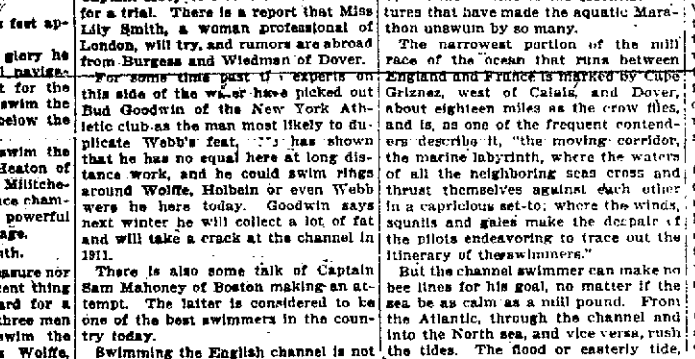 s feet ap-
glory he
l naviga-
t for the
swim the
below the
swim the
Heaton of
Militche-
nce cham-
powerful
age.
th.
easure nor
cent thing
ard for a
three men
swim the
s Wolffe,
for a trial. There is a report that Miss
Lily Smith, a woman professional of
London, will try, and rumors are abroad
from Burgess and Wiedman of Dover.
For some time past experts on
this side of the water have picked out
Bud Goodwin of the New York Ath-
letic club as the man most likely to du-
plicate Webb's feat, has shown
that he has no equal here at long dis-
tance work, and he could swim rings
around Wolffe, Holbein or even Webb
were he here today. Goodwin says
next winter he will collect a lot of fat
and will take a crack at the channel in
1911.
There is also some talk of Captain
Sam Mahoney of Boston making an at-
tempt. The latter is considered to be
one of the best swimmers in the coun-
try today.
Swimming the English channel is not
tures that have made the aquatic Mara-
thon unswum by so many.
The narrowest portion of the mill
race of the ocean that runs between
England and France is marked by Cape
Griznez, west of Calais, and Dover,
about eighteen miles as the crow flies,
and is, as one of the frequent contend-
ers describe it, "the moving corridor,
the marine labyrinth, where the waters
of all the neighboring seas cross and
thrust themselves against each other
in a capricious set-to; where the winds,
squalls and gales make the despair of
the pilots endeavoring to trace out the
itinerary of theswimmers."
But the channel swimmer can make no
bee lines for his goal, no matter if the
sea be as calm as a mill pound. From
the Atlantic, through the channel and
into the North sea, and vice versa, rush
the tides. The flood or easterly tide,